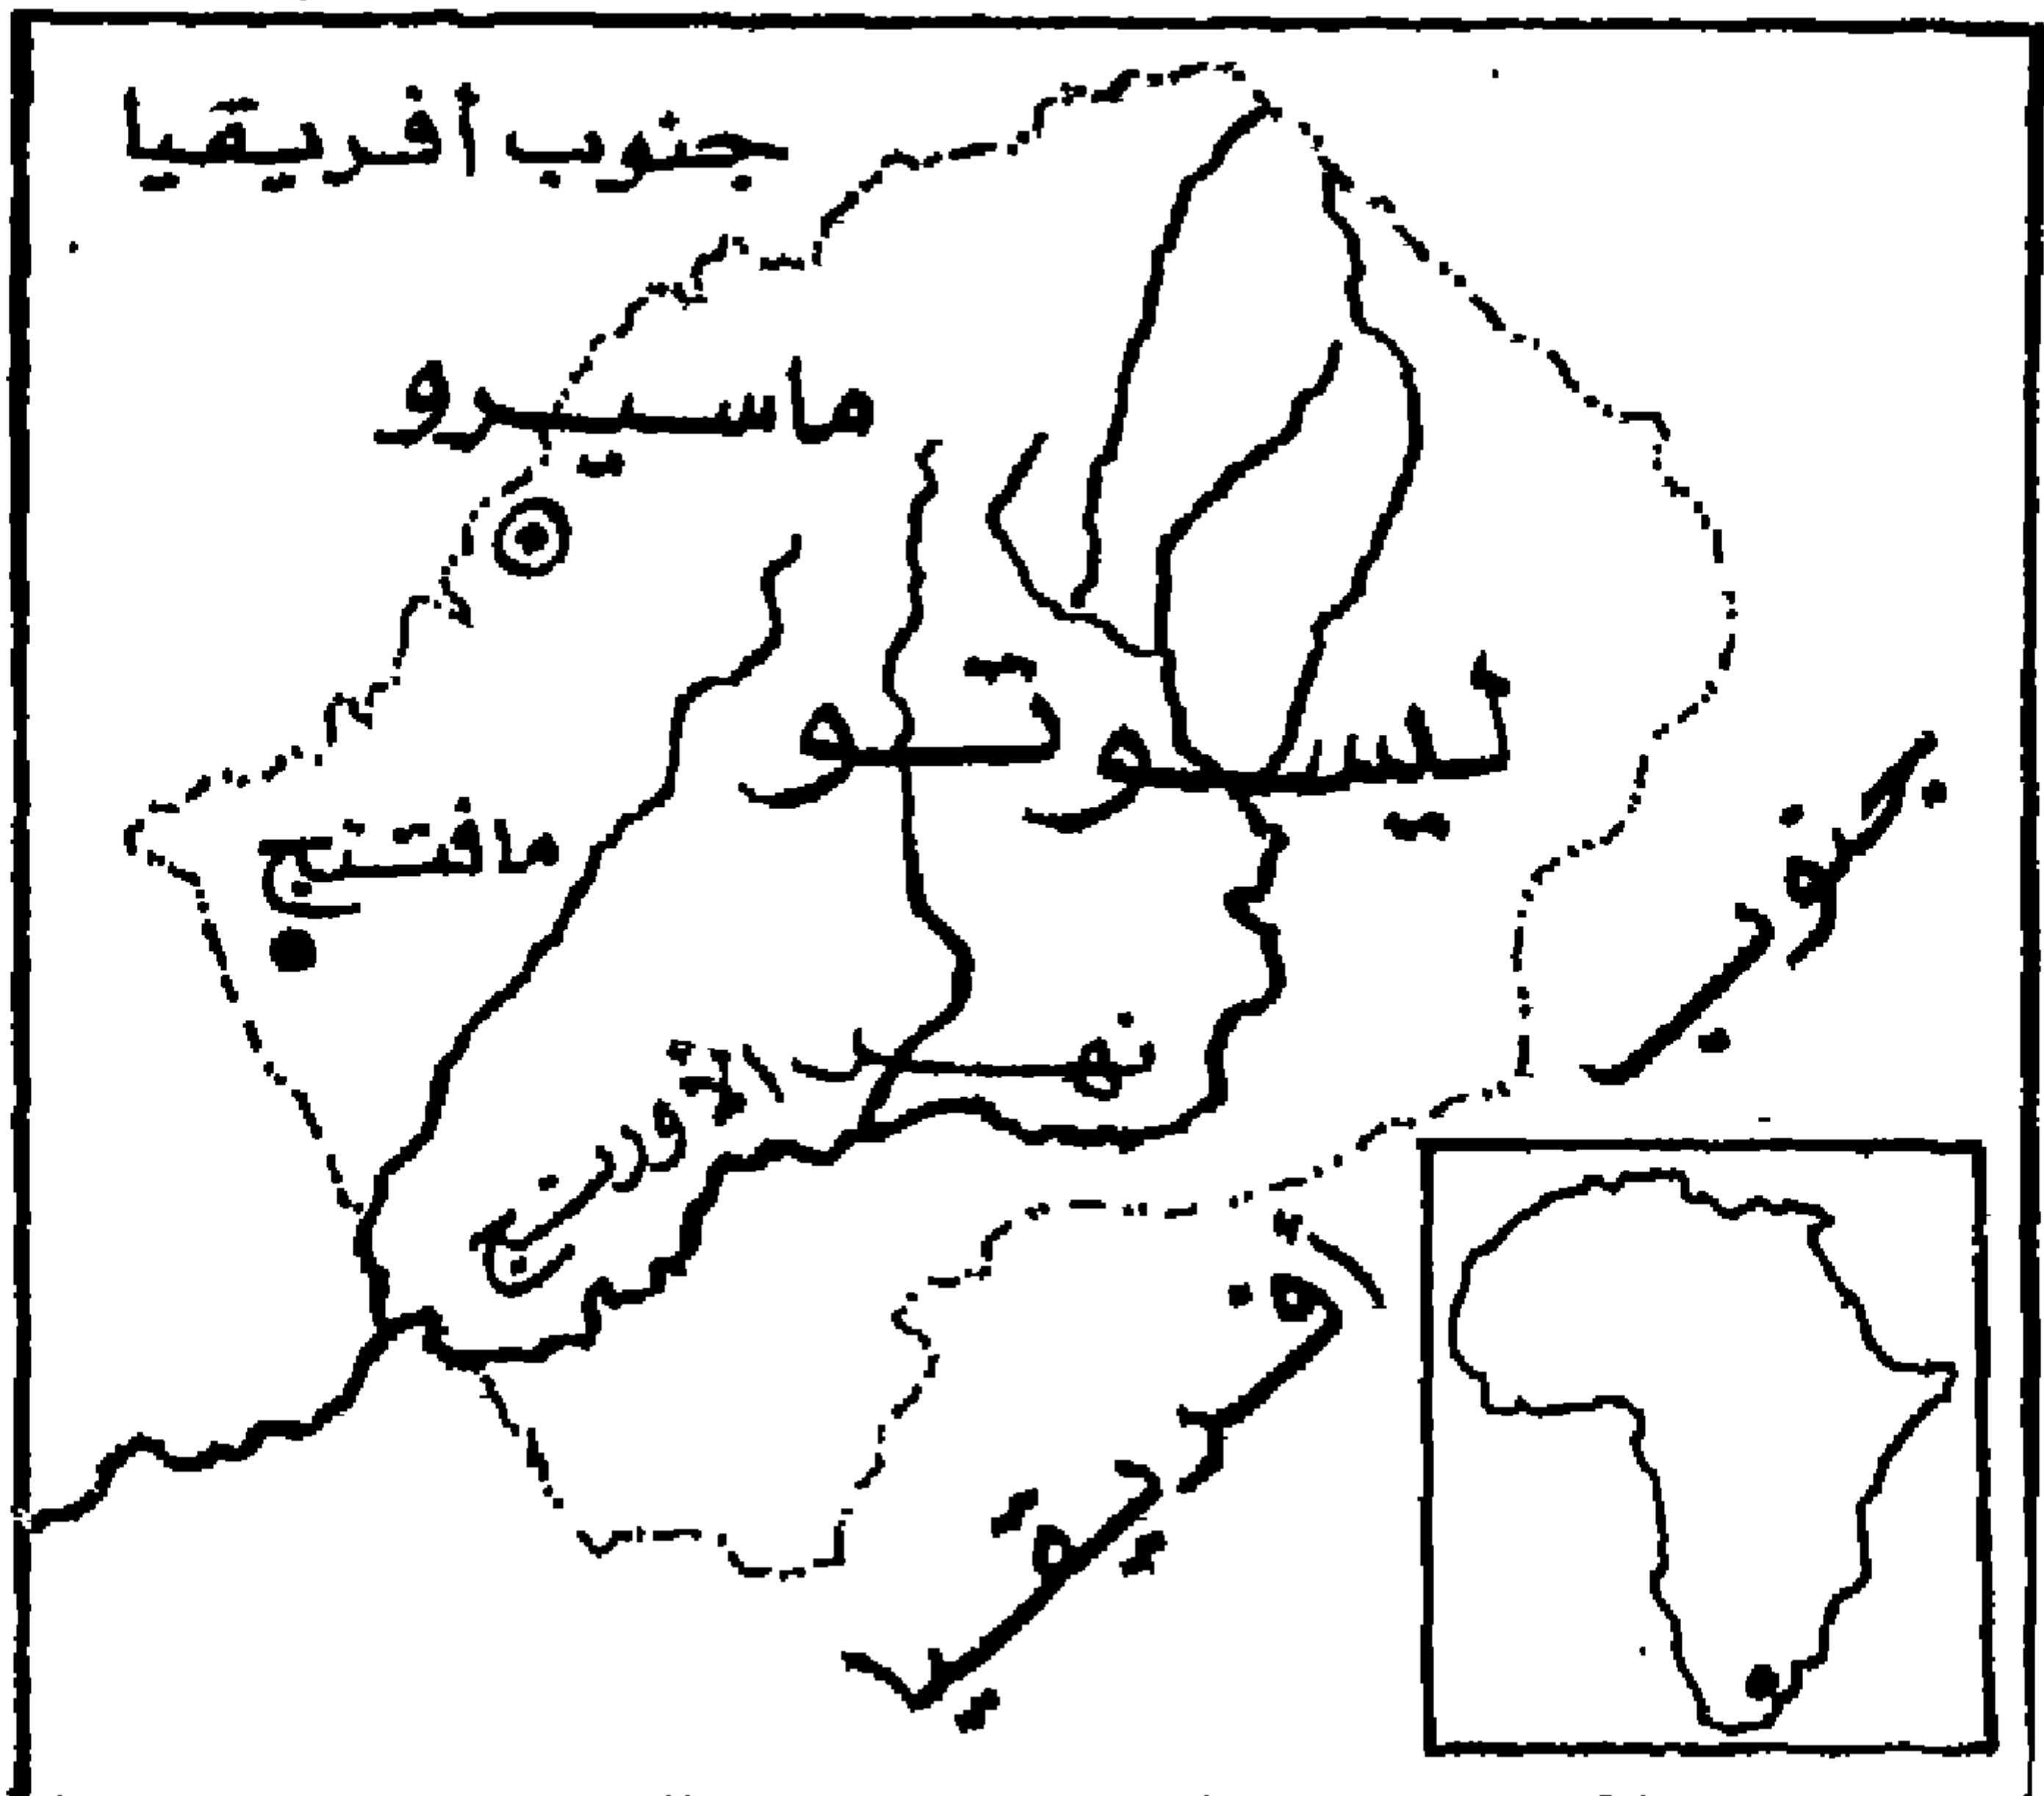 جنوب أفريقيا
ماسيرو
ليسوتو
مافتنج
نهر الأورنج
جنوب أفريقيا